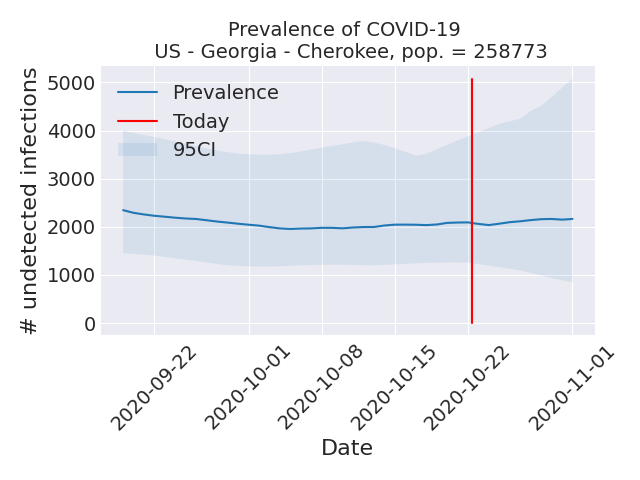 Prevalence of COVID-19
US - Georgia - Cherokee, pop. = 258773
# undetected infections
5000
4000
3000
2000
1000
0
Prevalence
Today
95CI
2020-09-22
2020-10-01
2020-10-08
2020-10-15
2020-10-22
2020-11-01
Date